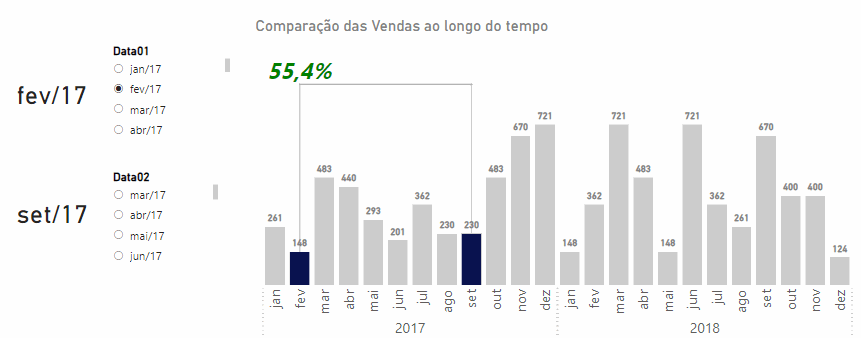 Comparação das Vendas ao longo do tempo
Data01
jan/17
fev/17
mar/17
abr/17
fev/17
Data02
mar/17
abr/17
mai/17
jun/17
set/17
55,4%
261 148 483 440 293 201 362 230 230 483 670 721 148 362 721 483 148 721 362 261 670 400 400 124
jan fev mar abr mai jun jul ago set out nov dez jan fev mar abr mai jun jul ago set out nov dez
2017 2018